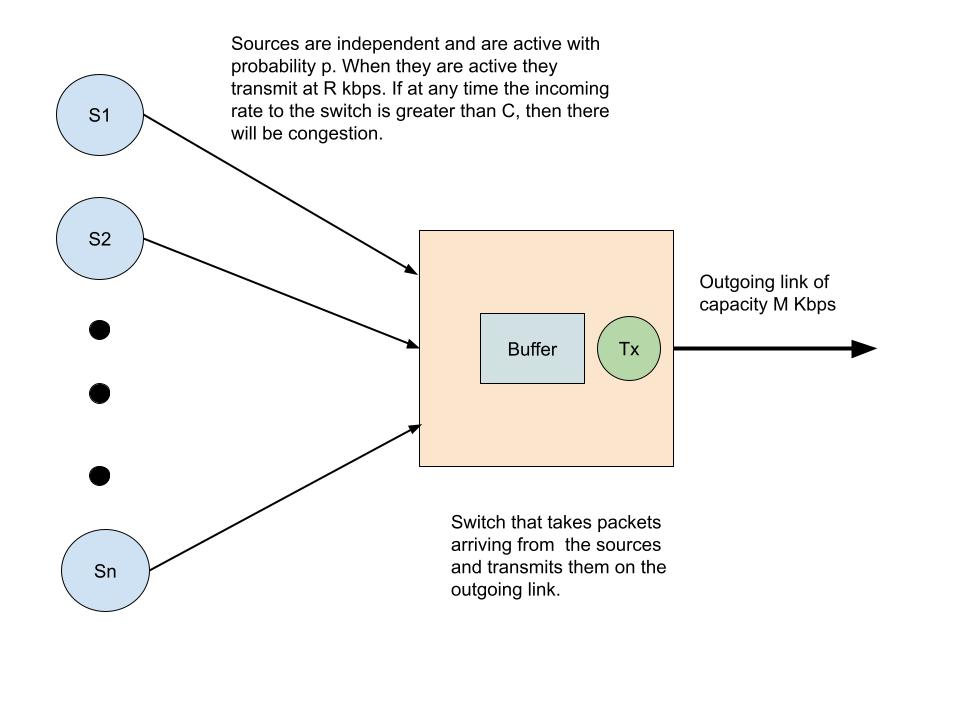 Sources are independent and are active with
probability p. When they are active they
transmit at R kbps. If at any time the incoming
rate to the switch is greater than C, then there
will be congestion.
S1
S2
Outgoing link of
capacity M Kbps
Buffer
Tx
Switch that takes packets
arriving from  the sources
and transmits them on the
outgoing link.
Sn